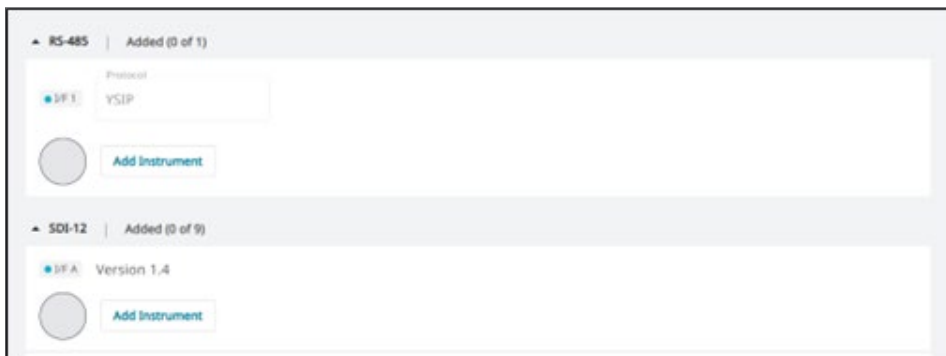 RS-485 | Added (0 of 1)
Protocol
I/F 1 YSIP
Add Instrument
SDI-12 | Added (0 of 9)
I/F A Version 1.4
Add Instrument